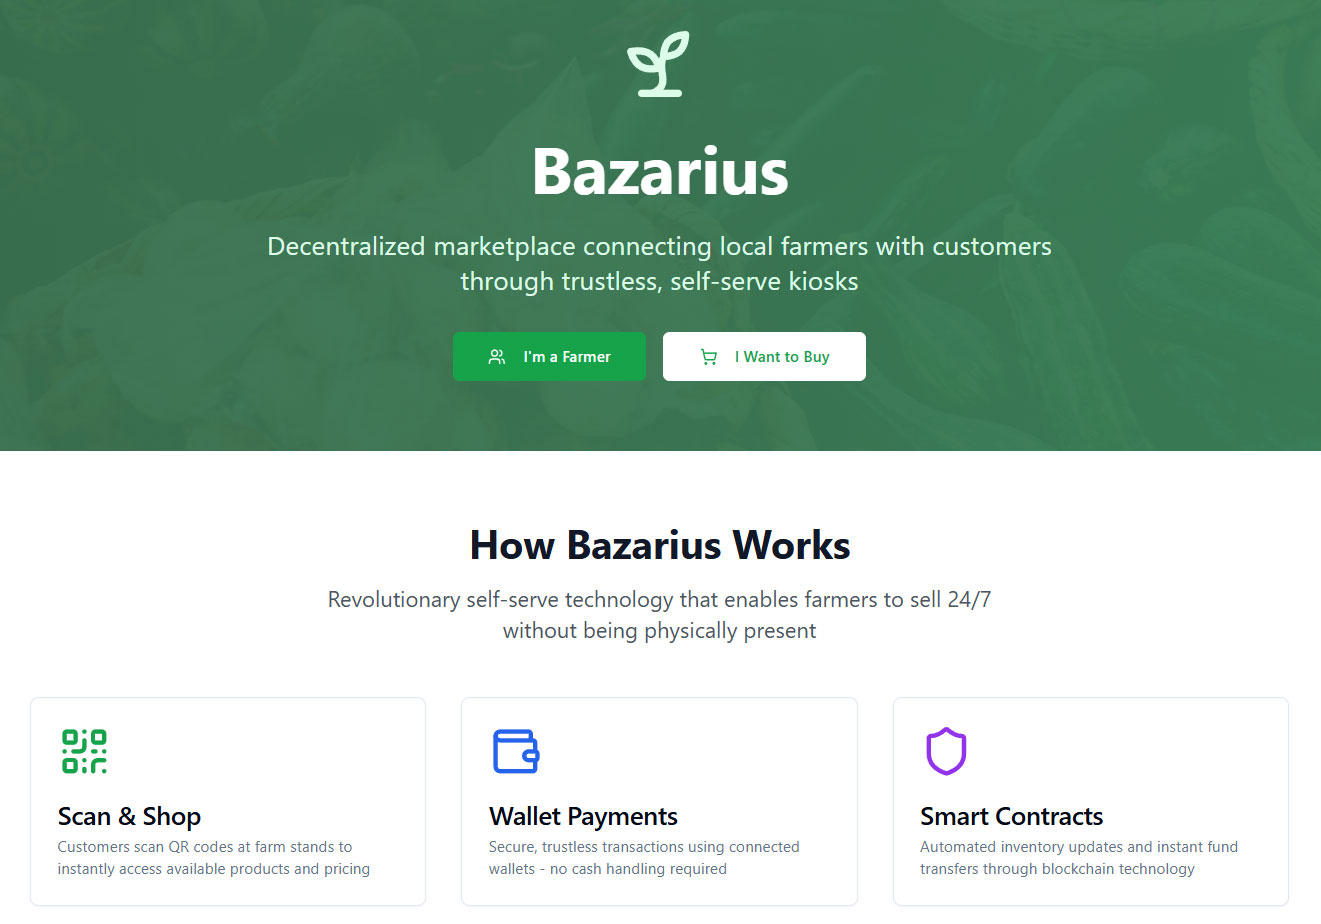 Bazarius
Decentralized marketplace connecting local farmers with customers
through trustless, self-serve kiosks
I'm a Farmer
I Want to Buy
How Bazarius Works
Revolutionary self-serve technology that enables farmers to sell 24/7
without being physically present
Scan & Shop
Customers scan QR codes at farm stands to
instantly access available products and pricing
Wallet Payments
Secure, trustless transactions using connected
wallets - no cash handling required
Smart Contracts
Automated inventory updates and instant fund
transfers through blockchain technology